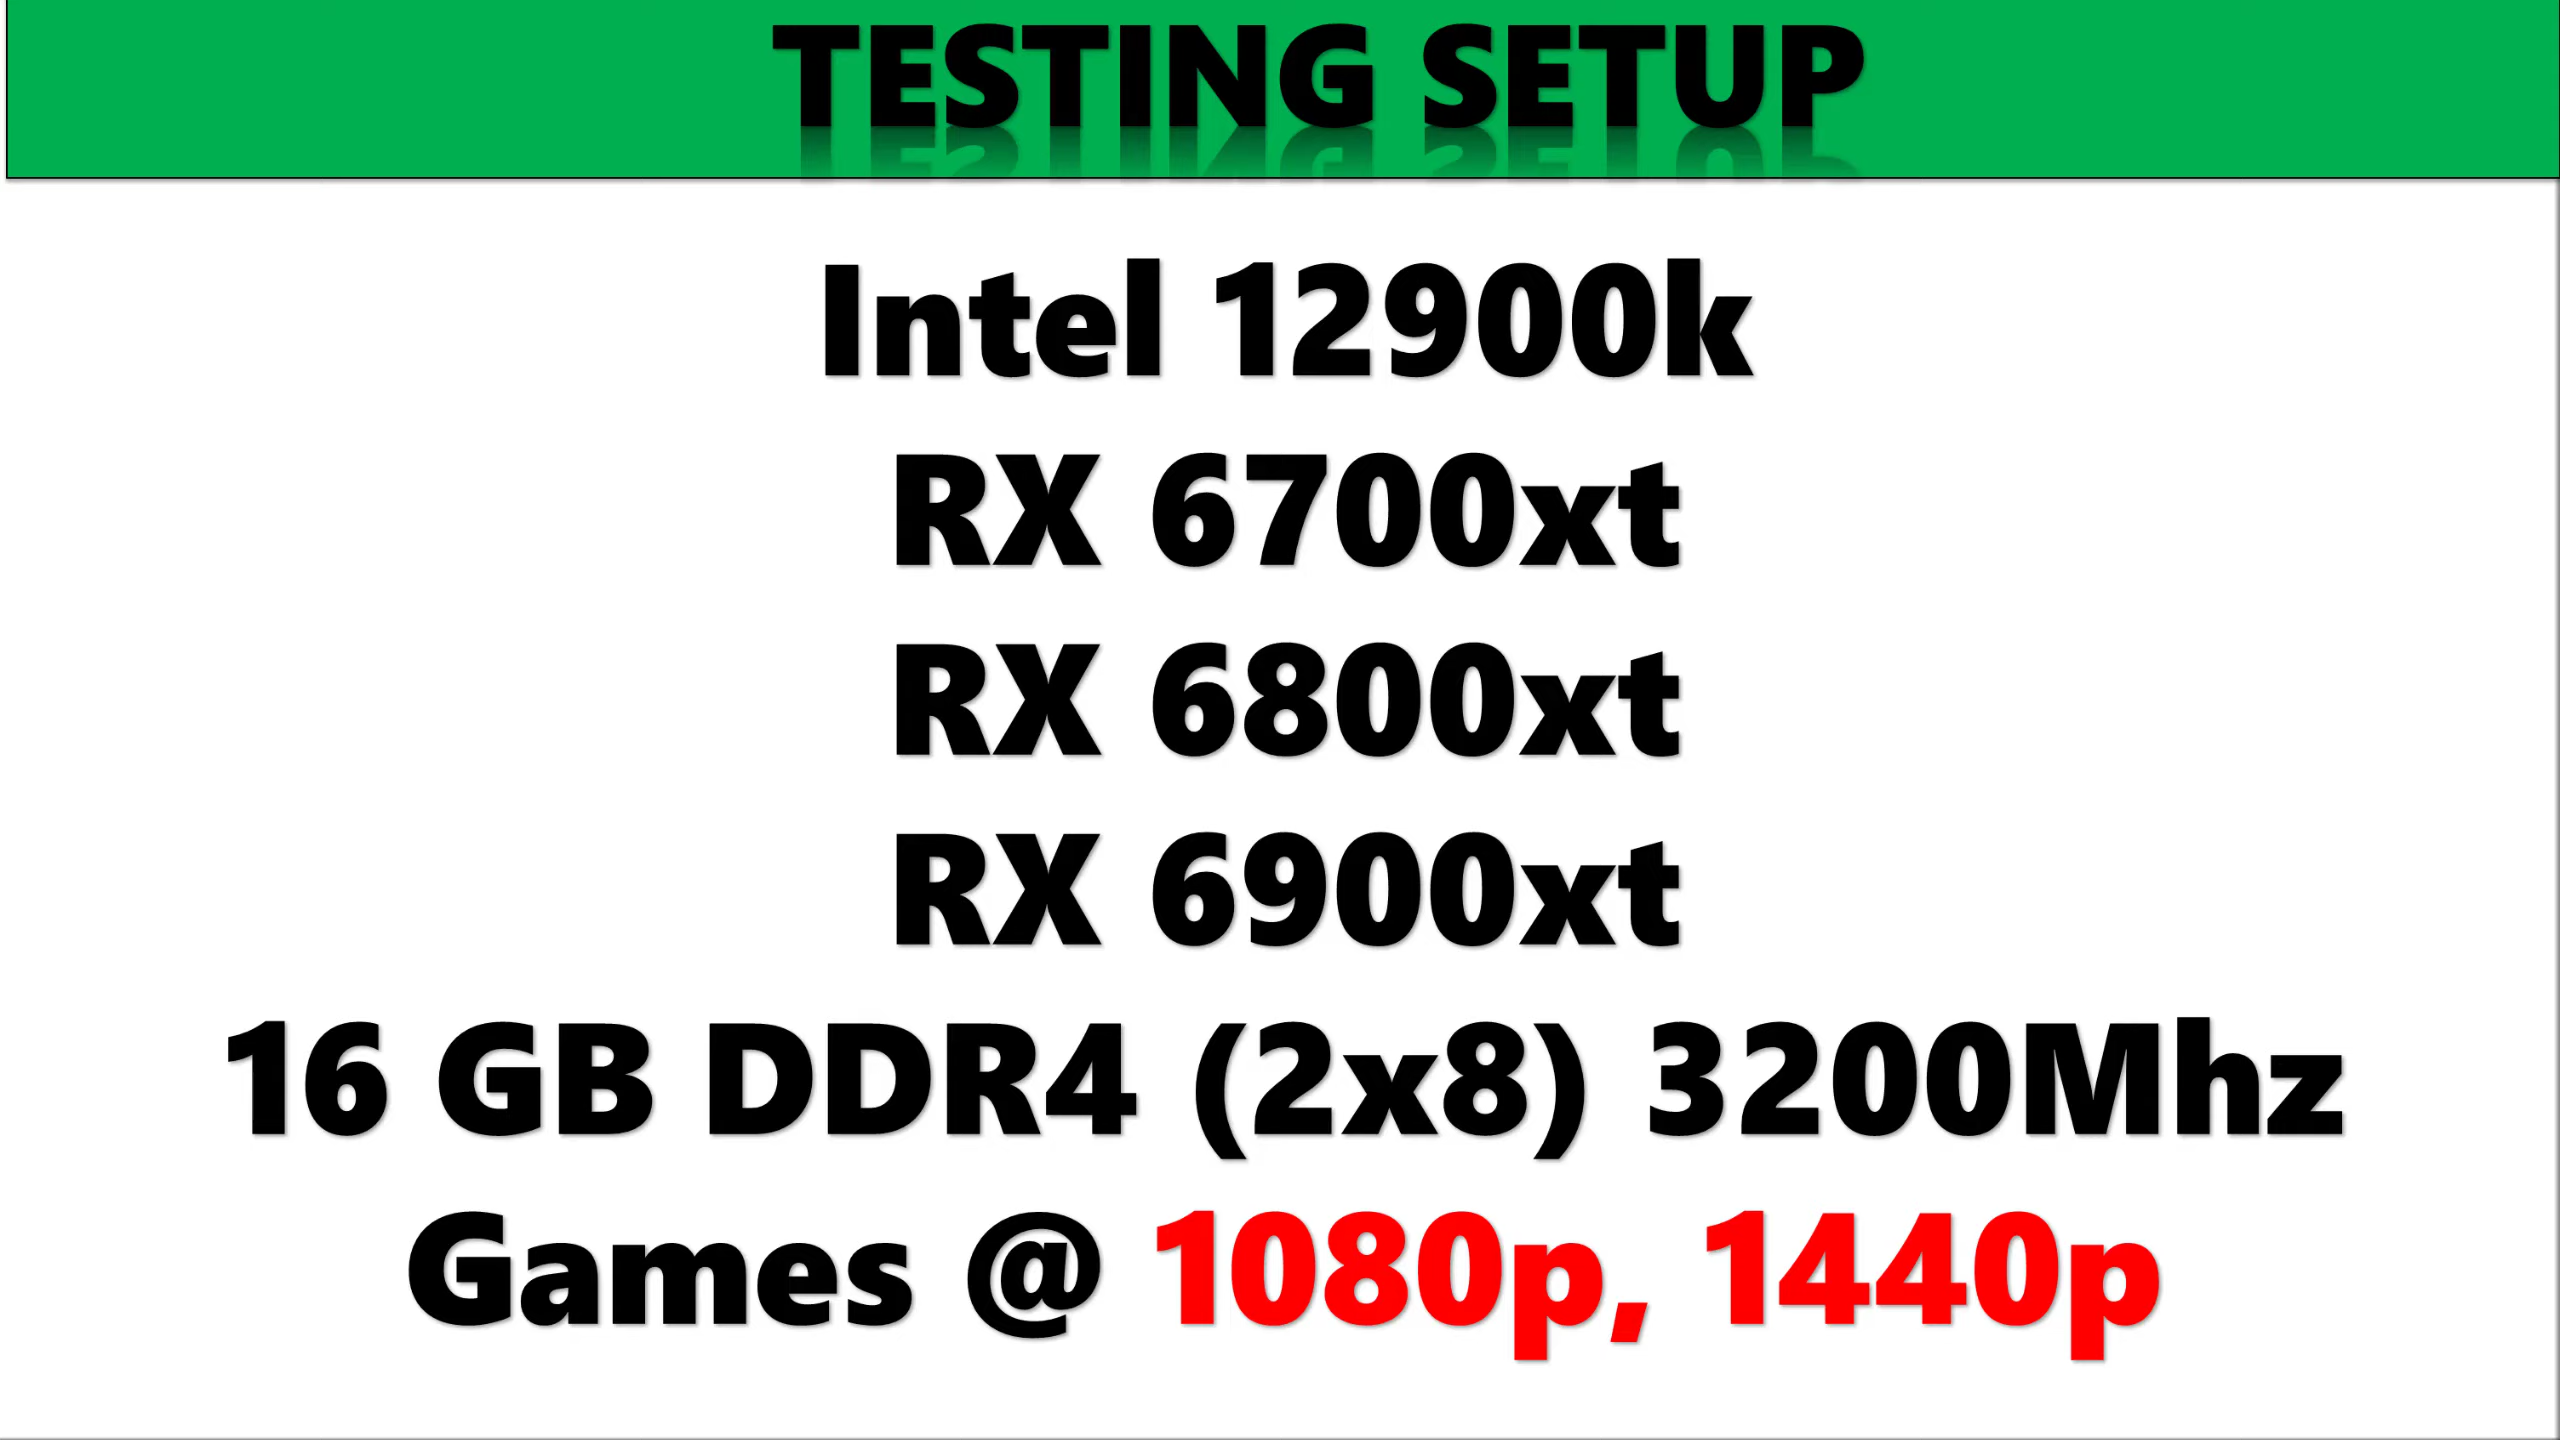 TESTING SETUP
Intel 12900k
RX 6700xt
RX 6800xt
RX 6900xt
16 GB DDR4 (2x8) 3200Mhz
Games @ 1080p, 1440p